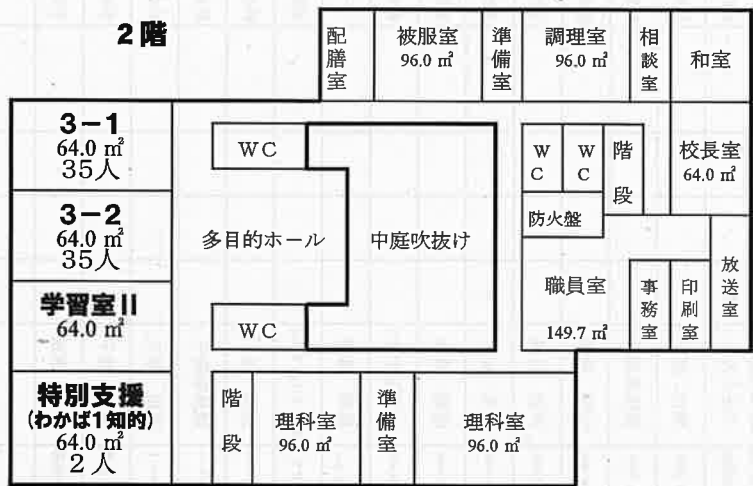 2階
配膳室
被服室
96.0 ㎡
準備室
調理室
96.0 ㎡
相談室
和室
3-1
64.0 ㎡
35人
WC
WC
WC
階段
校長室
64.0 ㎡
3-2
64.0 ㎡
35人
多目的ホール
中庭吹抜け
防火盤
学習室II
64.0 ㎡
WC
職員室
149.7 ㎡
事務室
印刷室
放送室
特別支援
(わかば1知的)
64.0 ㎡
2人
階段
理科室
96.0 ㎡
準備室
理科室
96.0 ㎡